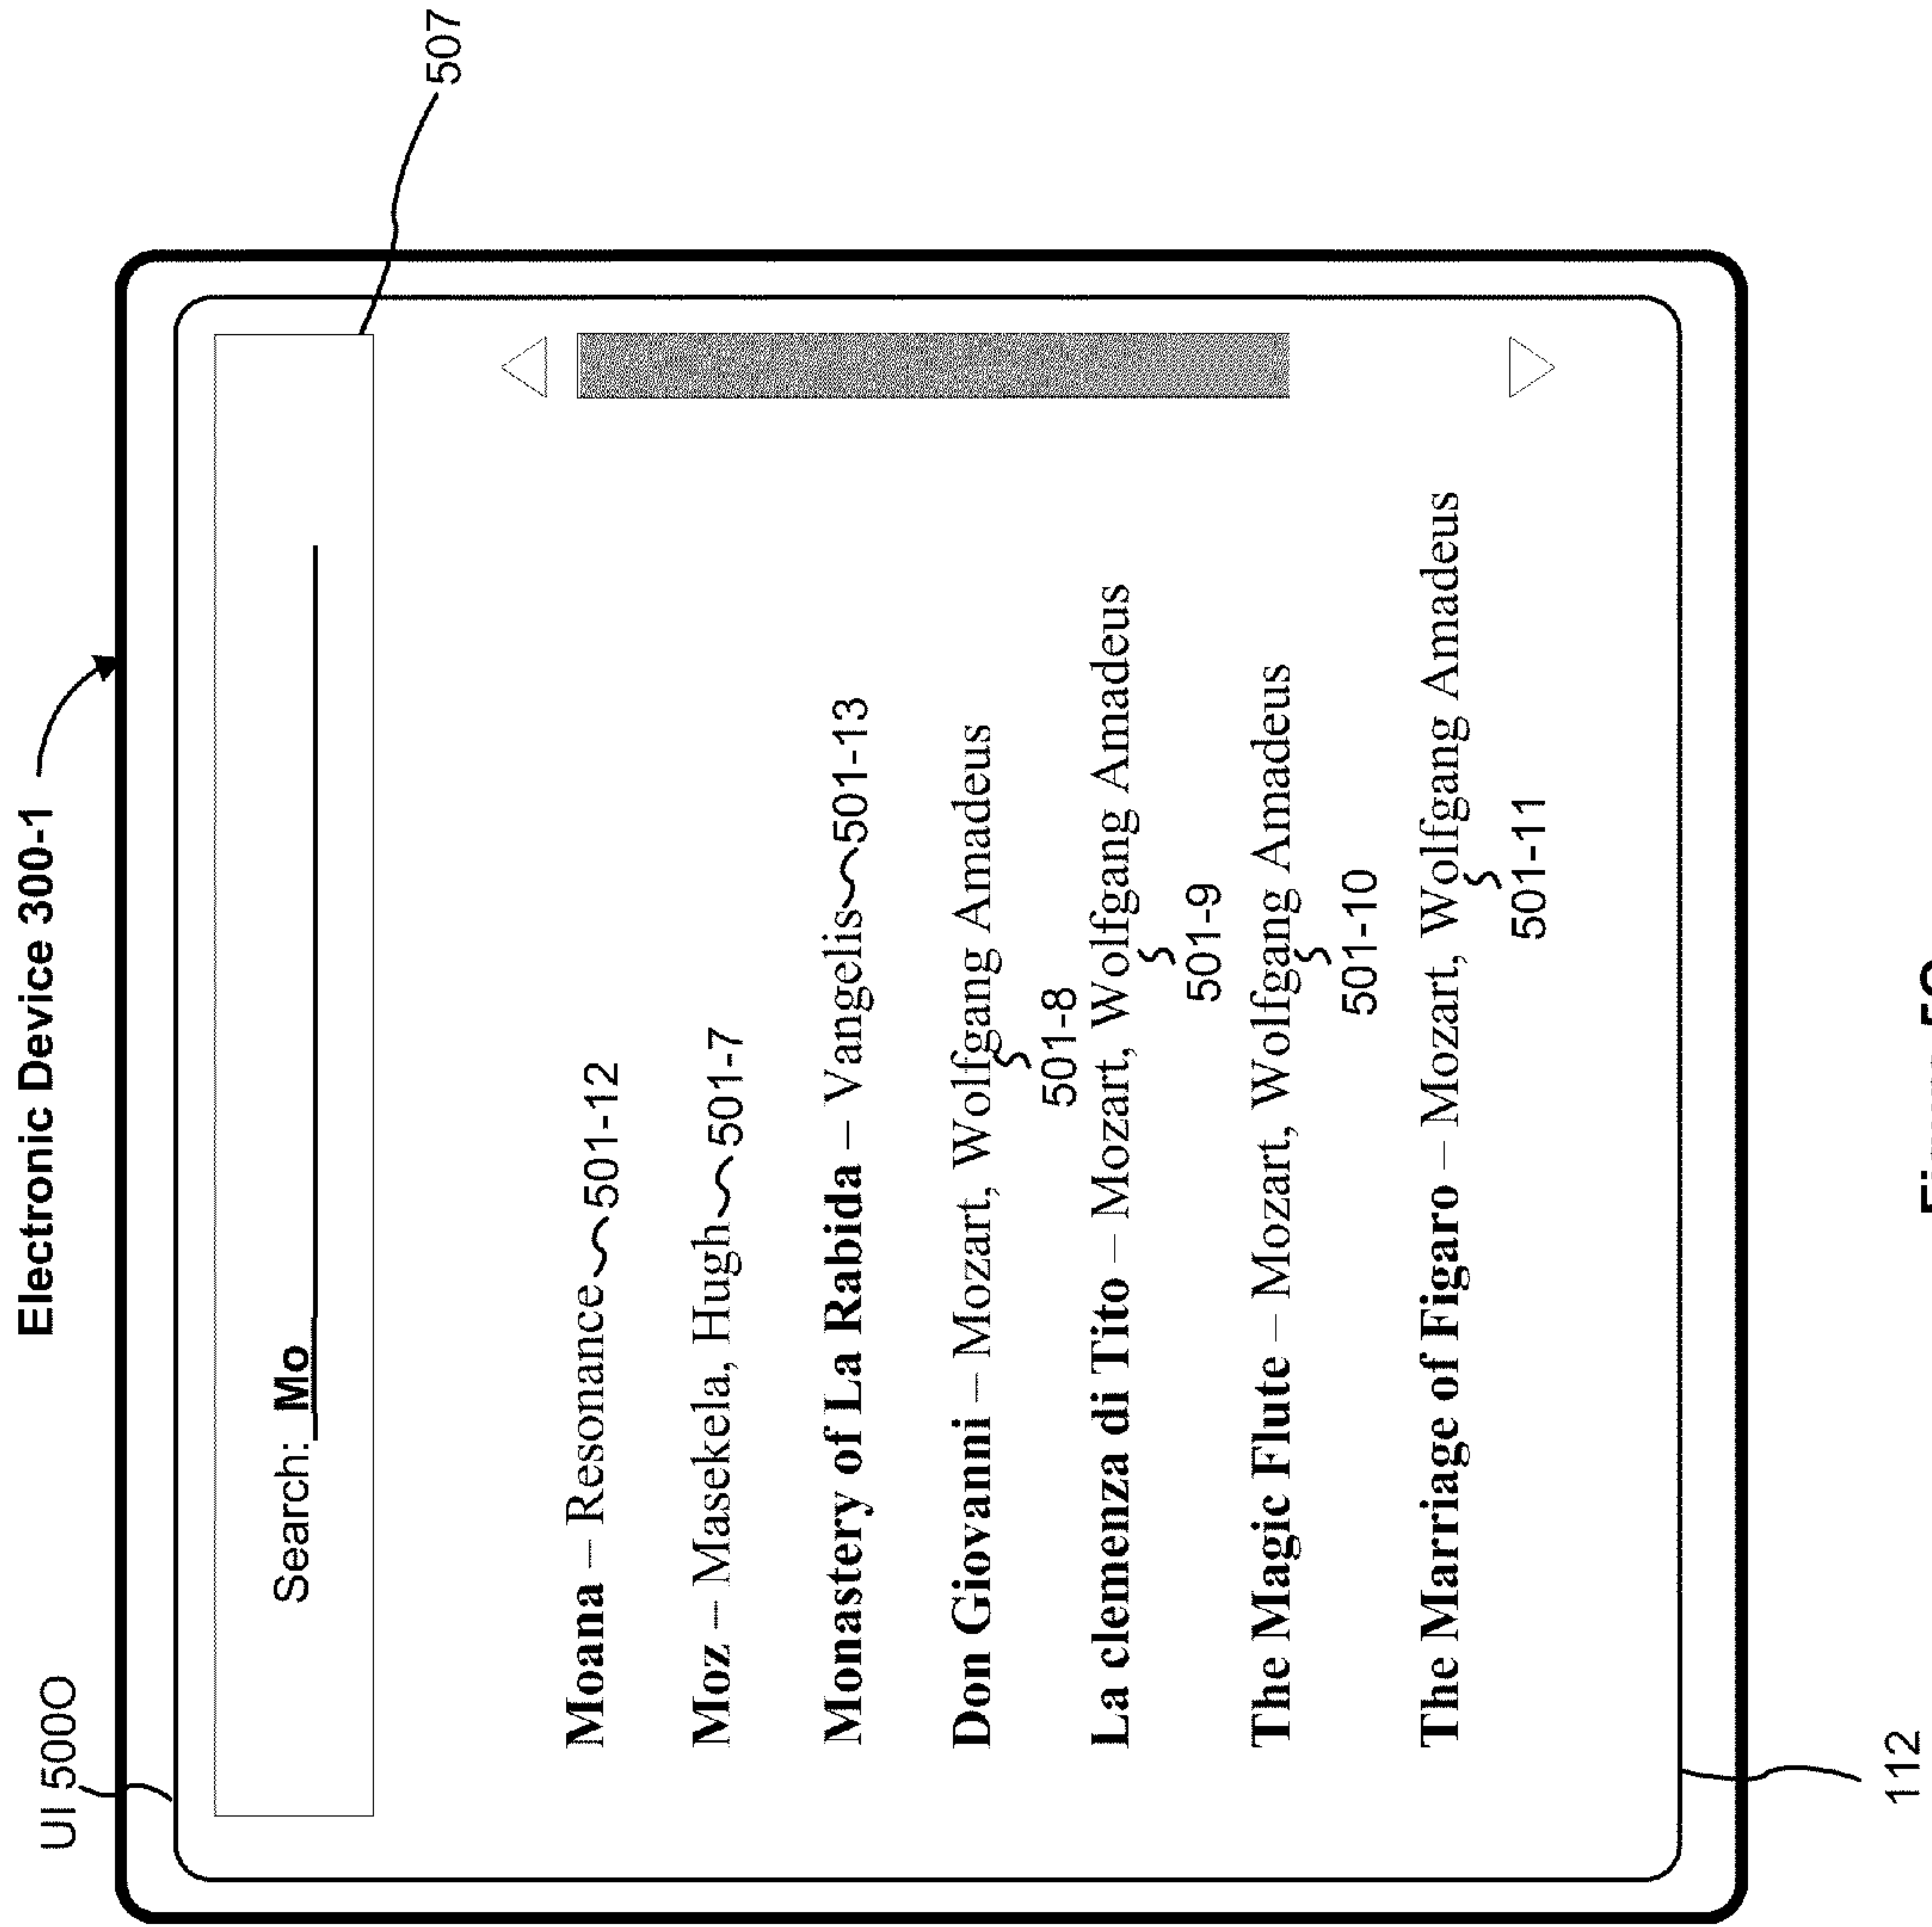 Electronic Device 300-1
UI 500O
507
Search: Mo
Moana – Resonance 501-12
Moz – Masekela, Hugh 501-7
Monastery of La Rabida – Vangelis 501-13
Don Giovanni – Mozart, Wolfgang Amadeus
501-8
La clemenza di Tito – Mozart, Wolfgang Amadeus
501-9
The Magic Flute – Mozart, Wolfgang Amadeus
501-10
The Marriage of Figaro – Mozart, Wolfgang Amadeus
501-11
112